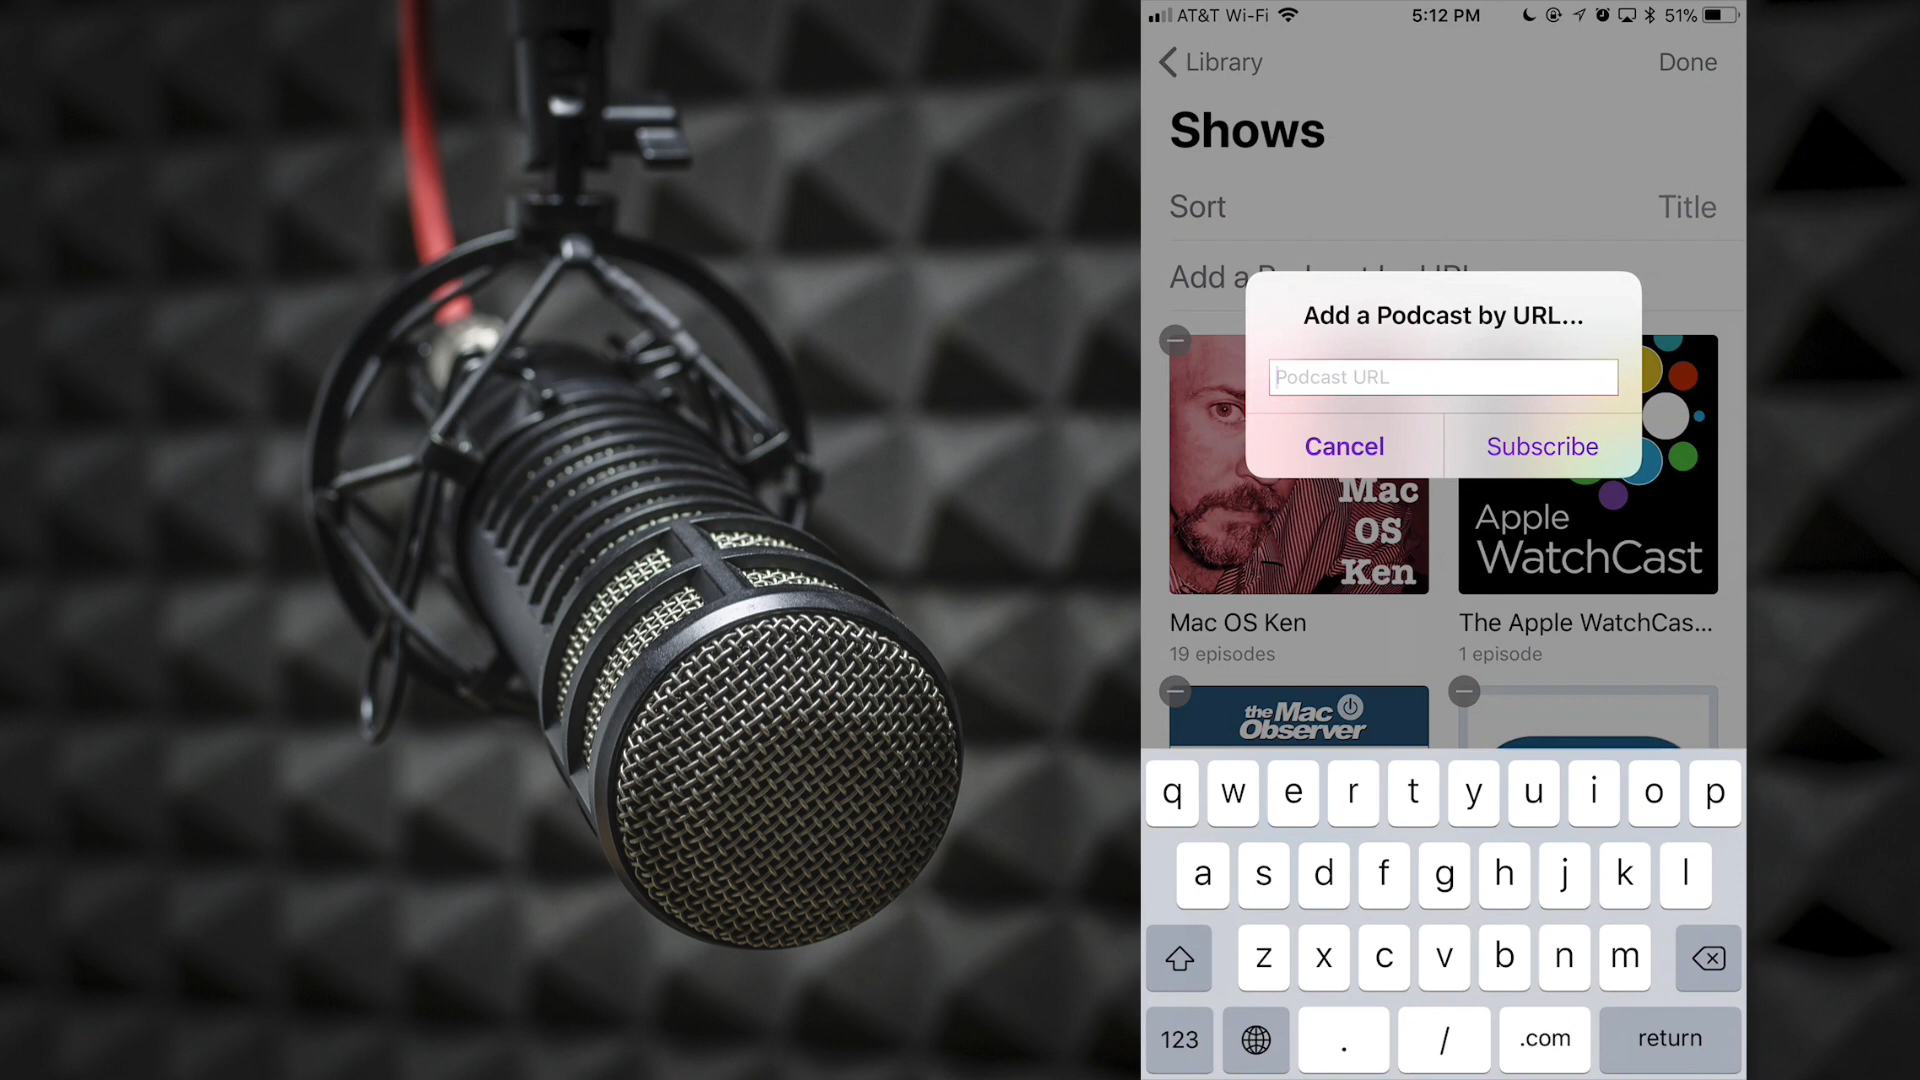 AT&T Wi-Fi 5:12 PM 51%
Library Done
Shows
Sort Title
Add a
Add a Podcast by URL...
Podcast URL
Cancel Subscribe
Mac
OS
Ken
Apple
WatchCast
Mac OS Ken The Apple WatchCas...
19 episodes 1 episode
the Mac
Observer
q w e r t y u i o p
a s d f g h j k l
z x c v b n m
123 . / .com return